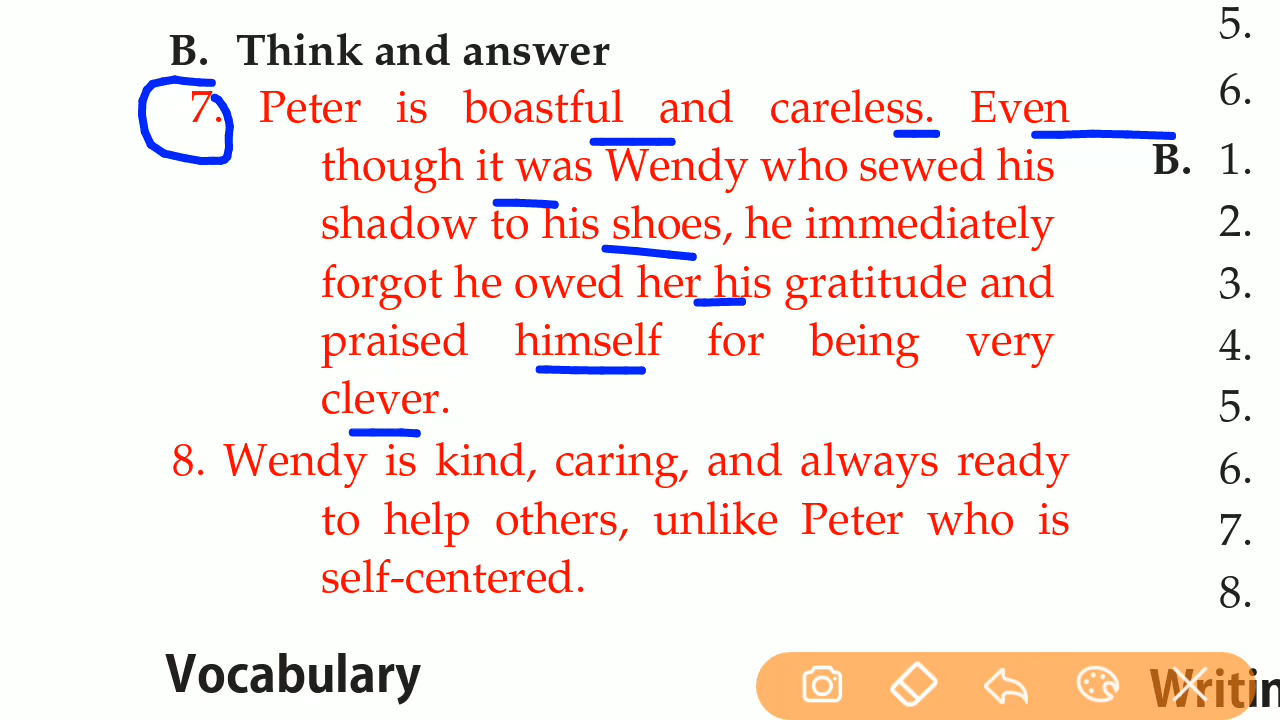 B. Think and answer
7. Peter is boastful and careless. Even
though it was Wendy who sewed his
shadow to his shoes, he immediately
forgot he owed her his gratitude and
praised himself for being very
clever.
8. Wendy is kind, caring, and always ready
to help others, unlike Peter who is
self-centered.
Vocabulary
5.
6.
B. 1.
2.
3.
4.
5.
6.
7.
8.
Writin